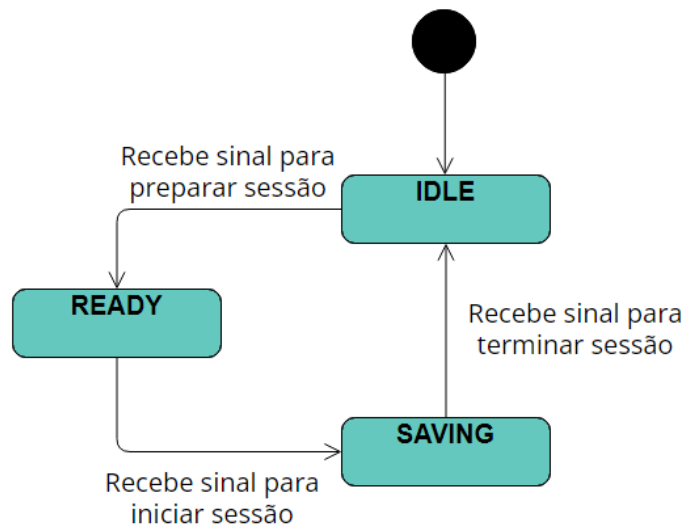 Recebe sinal para
preparar sessão
IDLE
READY
Recebe sinal para
terminar sessão
SAVING
Recebe sinal para
iniciar sessão